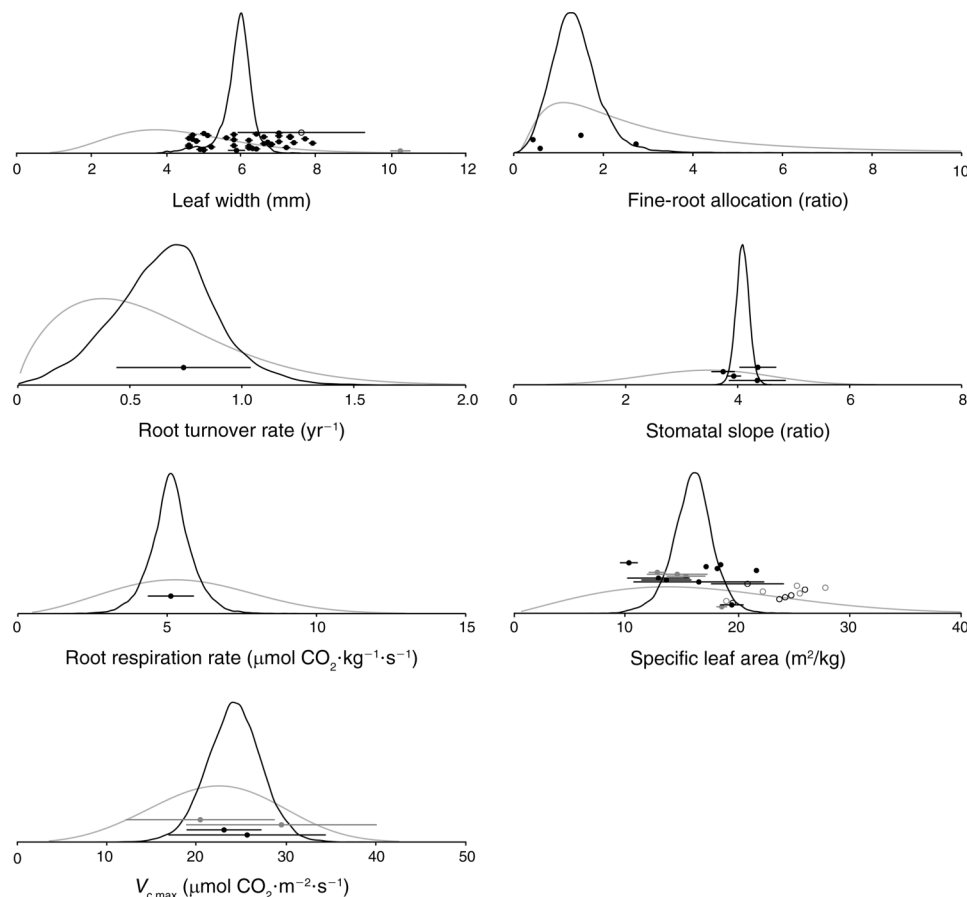 0 2 4 6 8 10 12
Leaf width (mm)
0 2 4 6 8 10
Fine-root allocation (ratio)
0 0.5 1.0 1.5 2.0
Root turnover rate (yr⁻¹)
0 2 4 6 8
Stomatal slope (ratio)
0 5 10 15
Root respiration rate (μmol CO₂·kg⁻¹·s⁻¹)
0 10 20 30 40
Specific leaf area (m²/kg)
0 10 20 30 40 50
V_c,max (μmol CO₂·m⁻²·s⁻¹)